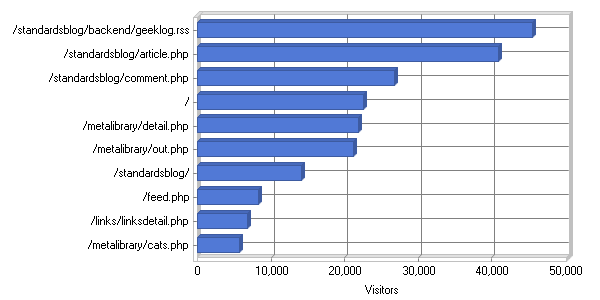 /standardsblog/backend/geeklog.rss
/standardsblog/article.php
/standardsblog/comment.php
/
/metalibrary/detail.php
/metalibrary/out.php
/standardsblog/
/feed.php
/links/linksdetail.php
/metalibrary/cats.php
0 10,000 20,000 30,000 40,000 50,000
Visitors